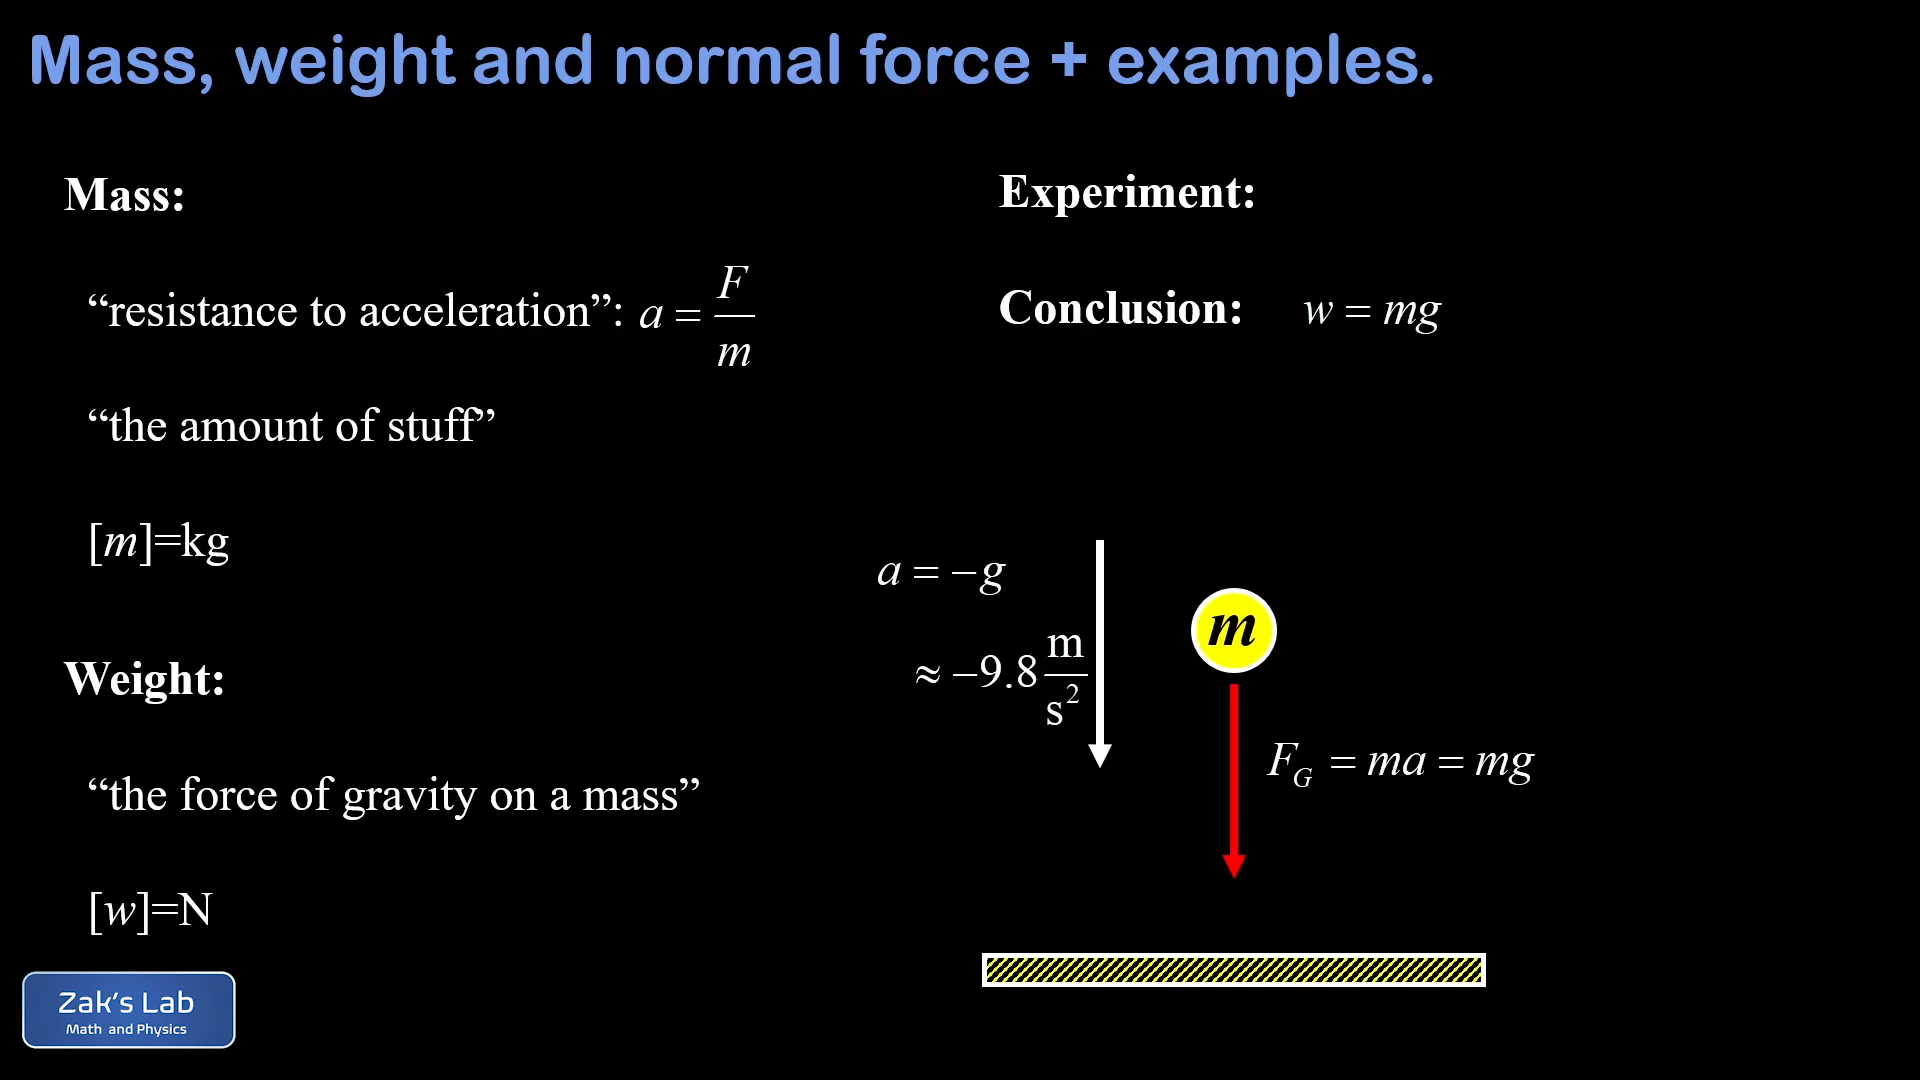 Mass, weight and normal force + examples.
Mass:
“resistance to acceleration”: a = F/m
“the amount of stuff”
[m]=kg
Weight:
“the force of gravity on a mass”
[w]=N
Experiment:
Conclusion: w = mg
a = −g
≈ −9.8 m/s²
m
F_G = ma = mg
Zak's Lab
Math and Physics